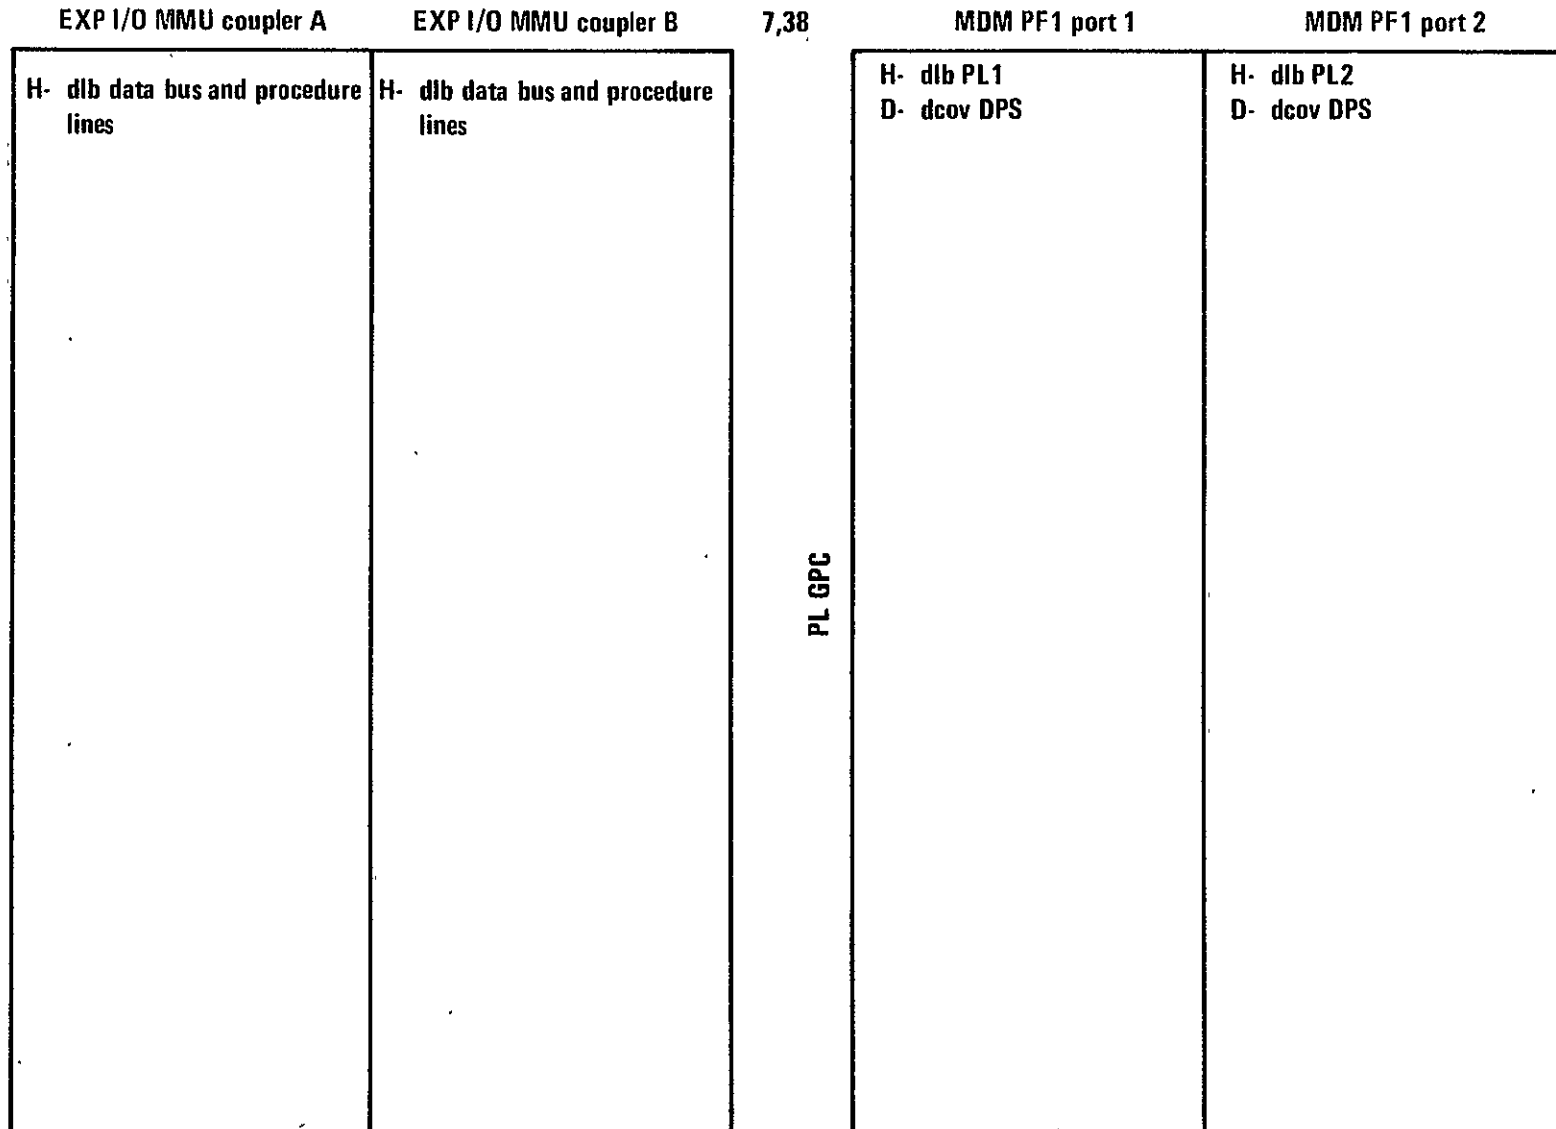 EXP I/O MMU coupler A
EXP I/O MMU coupler B
7,38
MDM PF1 port 1
MDM PF1 port 2
H- dlb data bus and procedure
lines
H- dlb data bus and procedure
lines
PL GPC
H- dlb PL1
D- dcov DPS
H- dlb PL2
D- dcov DPS